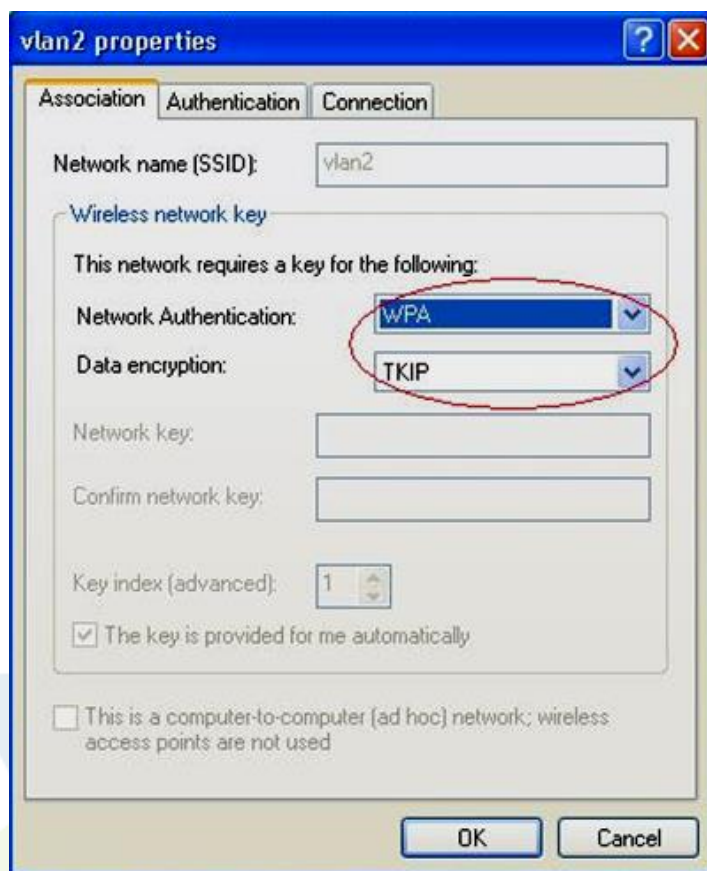 vlan2 properties
Association Authentication Connection
Network name (SSID): vlan2
Wireless network key
This network requires a key for the following:
Network Authentication: WPA
Data encryption: TKIP
Network key:
Confirm network key:
Key index (advanced): 1
The key is provided for me automatically
This is a computer-to-computer (ad hoc) network; wireless
access points are not used
OK Cancel